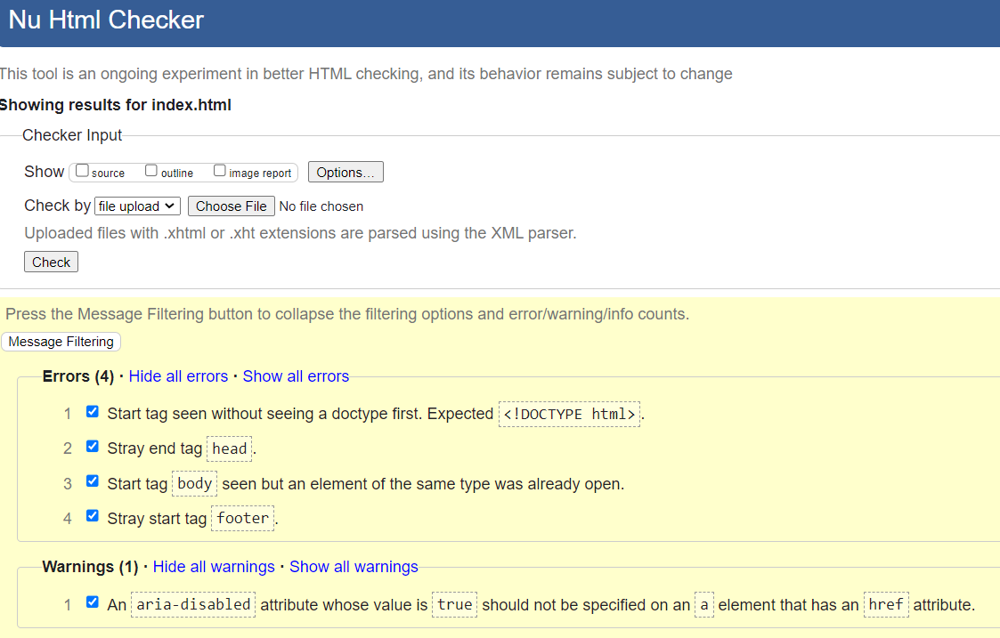 Nu Html Checker
This tool is an ongoing experiment in better HTML checking, and its behavior remains subject to change
Showing results for index.html
Checker Input
Show source outline image report Options...
Check by file upload Choose File No file chosen
Uploaded files with .xhtml or .xht extensions are parsed using the XML parser.
Check
Press the Message Filtering button to collapse the filtering options and error/warning/info counts.
Message Filtering
Errors (4) · Hide all errors · Show all errors
1 Start tag seen without seeing a doctype first. Expected <!DOCTYPE html>.
2 Stray end tag head.
3 Start tag body seen but an element of the same type was already open.
4 Stray start tag footer.
Warnings (1) · Hide all warnings · Show all warnings
1 An aria-disabled attribute whose value is true should not be specified on an a element that has an href attribute.